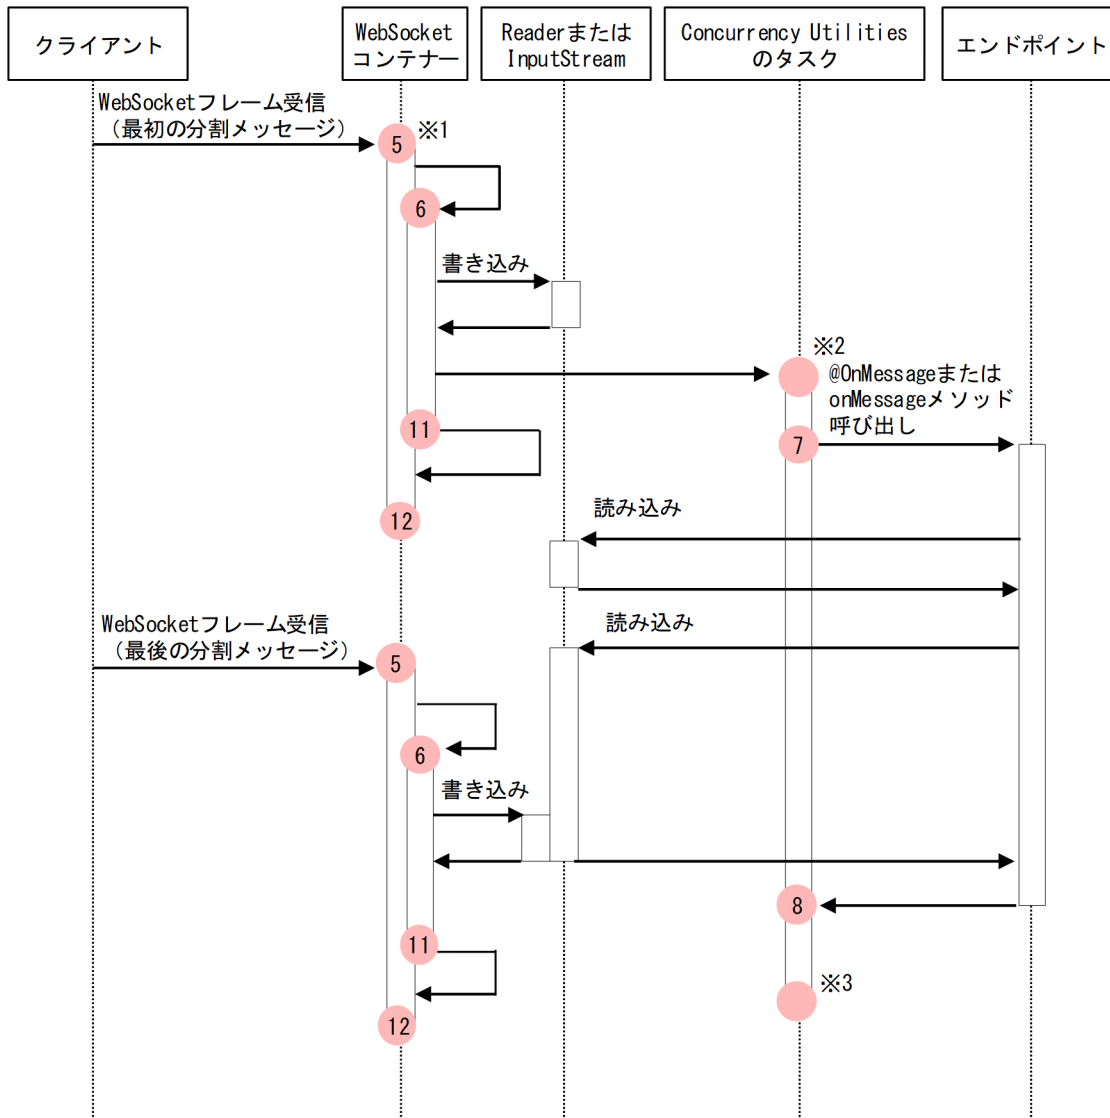 クライアント
WebSocket
コンテナー
Readerまたは
InputStream
Concurrency Utilities
のタスク
エンドポイント
WebSocketフレーム受信
（最初の分割メッセージ）
5
※1
6
書き込み
※2
@OnMessageまたは
onMessageメソッド
呼び出し
11
7
読み込み
12
WebSocketフレーム受信
（最後の分割メッセージ）
読み込み
5
6
書き込み
8
11
※3
12